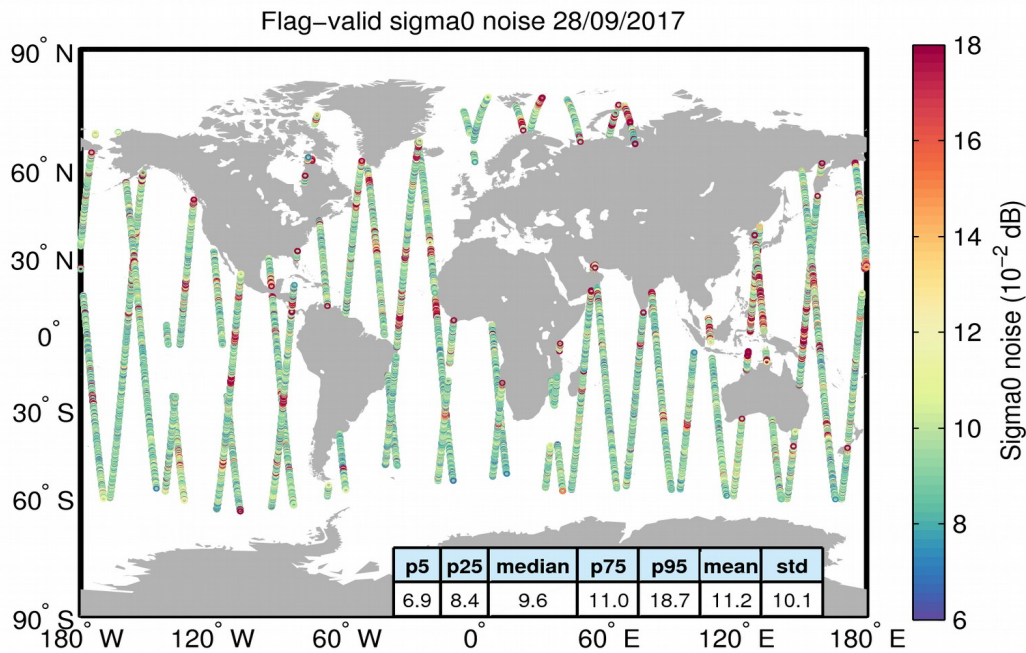 Flag−valid sigma0 noise 28/09/2017
90° N
60° N
30° N
0°
30° S
60° S
90° S
180° W
120° W
60° W
0°
60° E
120° E
180° E
p5 p25 median p75 p95 mean std
6.9 8.4 9.6 11.0 18.7 11.2 10.1
18
16
14
12
10
8
6
Sigma0 noise (10⁻² dB)